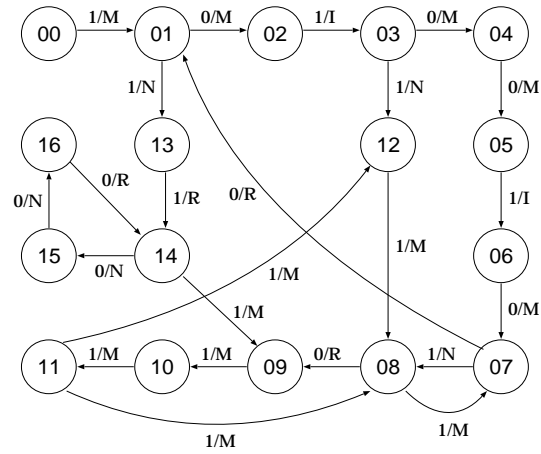 1/M 0/M 1/I 0/M
00 01 02 03 04
1/N 1/N 0/M
16 13 12 05
0/R 0/R
0/N 1/R 1/I
15 14 06
0/N 1/M 1/M
1/M 0/M
1/M 1/M 0/R 1/N
11 10 09 08 07
1/M 1/M